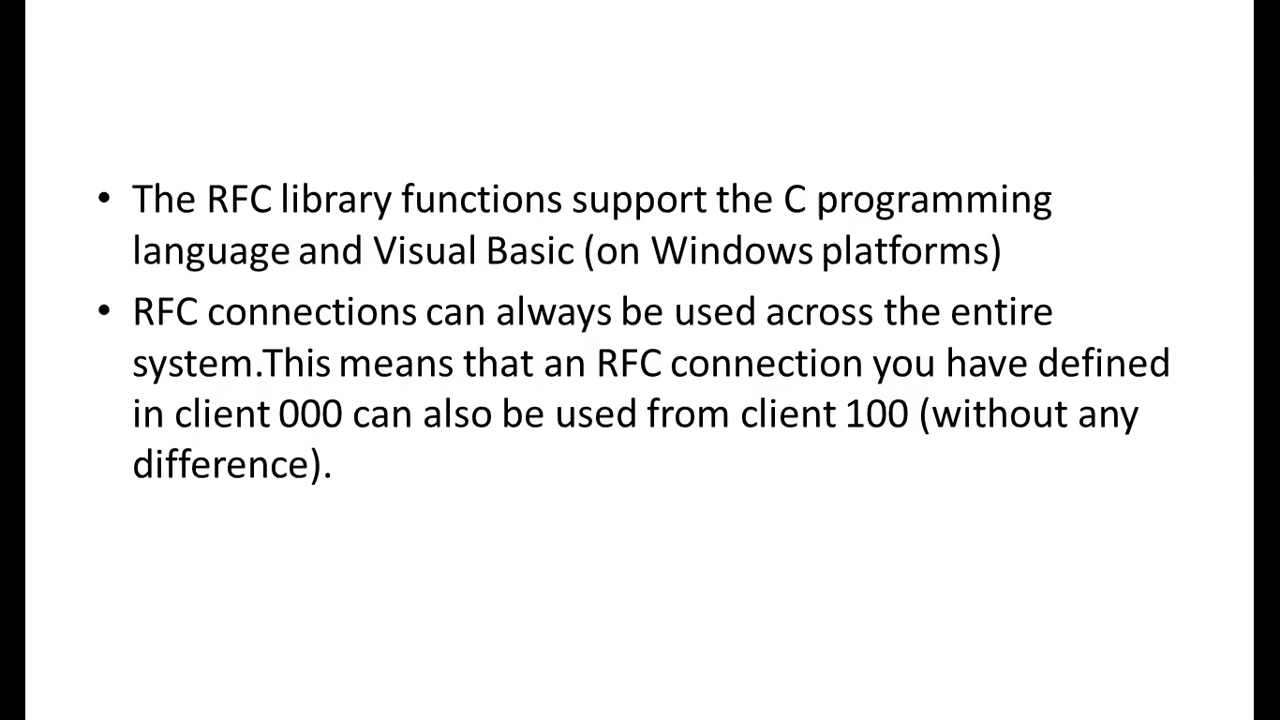 • The RFC library functions support the C programming
language and Visual Basic (on Windows platforms)
• RFC connections can always be used across the entire
system.This means that an RFC connection you have defined
in client 000 can also be used from client 100 (without any
difference).